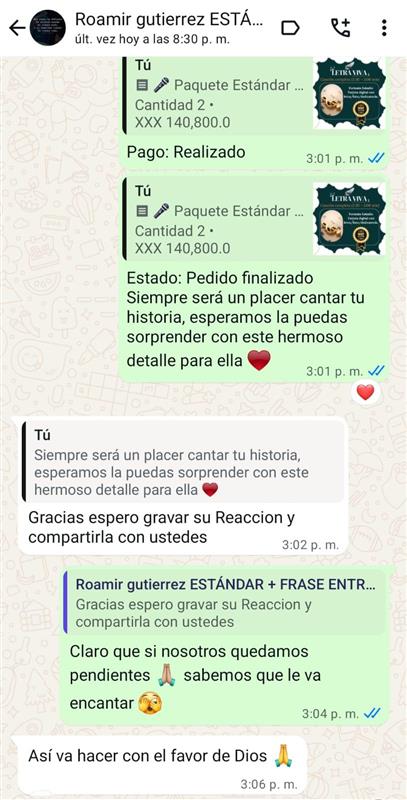 Roamir gutierrez ESTÁ...
últ. vez hoy a las 8:30 p. m.
Tú
Paquete Estándar ...
Cantidad 2 •
XXX 140,800.0
LETRA VIVA
Pago: Realizado
3:01 p. m.
Tú
Paquete Estándar ...
Cantidad 2 •
XXX 140,800.0
LETRA VIVA
Estado: Pedido finalizado
Siempre será un placer cantar tu
historia, esperamos la puedas
sorprender con este hermoso
detalle para ella ❤️
3:01 p. m.
❤️
Tú
Siempre será un placer cantar tu historia,
esperamos la puedas sorprender con este
hermoso detalle para ella ❤️
Gracias espero gravar su Reaccion y
compartirla con ustedes
3:02 p. m.
Roamir gutierrez ESTÁNDAR + FRASE ENTR...
Gracias espero gravar su Reaccion y
compartirla con ustedes
Claro que si nosotros quedamos
pendientes 🙏🏼 sabemos que le va
encantar 🫣
3:04 p. m.
Así va hacer con el favor de Dios 🙏
3:06 p. m.